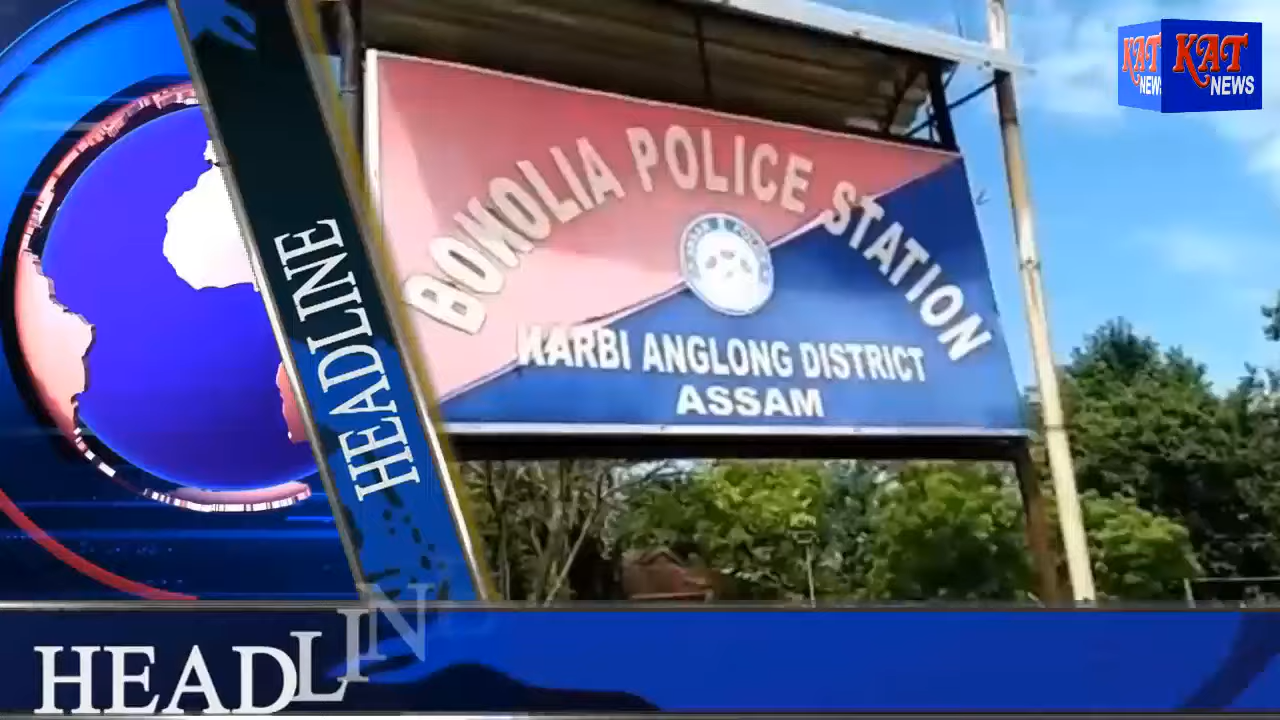 KAT NEWS
KAT NEWS
BOKOLIA POLICE STATION
KARBI ANGLONG DISTRICT
ASSAM
HEADLINE
HEADLIN